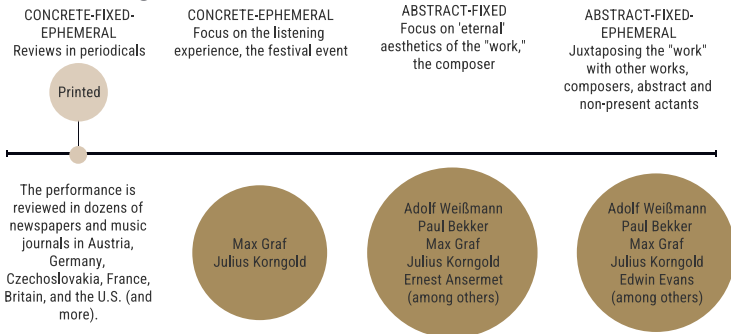 CONCRETE-FIXED-
EPHEMERAL
Reviews in periodicals
Printed
The performance is
reviewed in dozens of
newspapers and music
journals in Austria,
Germany,
Czechoslovakia, France,
Britain, and the U.S. (and
more).
CONCRETE-EPHEMERAL
Focus on the listening
experience, the festival event
Max Graf
Julius Korngold
ABSTRACT-FIXED
Focus on 'eternal'
aesthetics of the "work,"
the composer
Adolf Weißmann
Paul Bekker
Max Graf
Julius Korngold
Ernest Ansermet
(among others)
ABSTRACT-FIXED-
EPHEMERAL
Juxtaposing the "work"
with other works,
composers, abstract and
non-present actants
Adolf Weißmann
Paul Bekker
Max Graf
Julius Korngold
Edwin Evans
(among others)